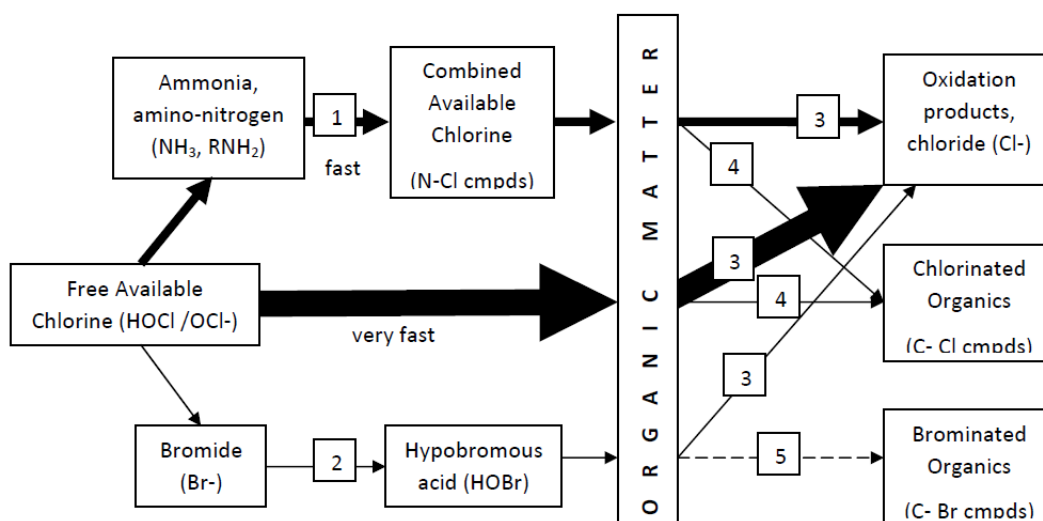 Ammonia,
amino-nitrogen
(NH₃, RNH₂)
1
fast
Combined
Available
Chlorine
(N-Cl cmpds)
ORGANIC MATTER
3
Oxidation
products,
chloride (Cl-)
4
Free Available
Chlorine (HOCl /OCl-)
very fast
3
4
Chlorinated
Organics
(C- Cl cmpds)
3
Bromide
(Br-)
2
Hypobromous
acid (HOBr)
5
Brominated
Organics
(C- Br cmpds)